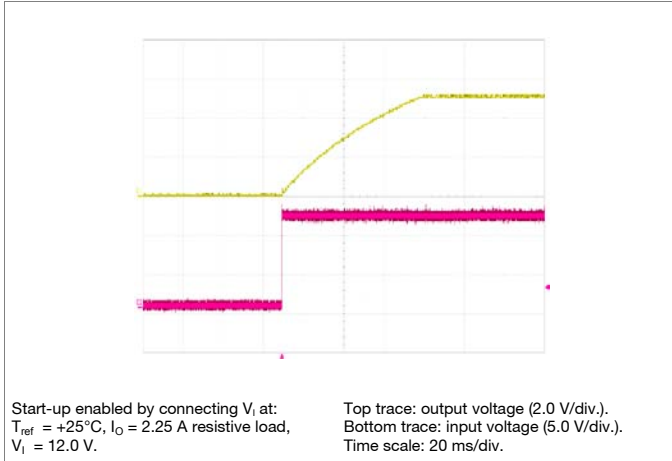 Start-up enabled by connecting VI at:
Tref = +25°C, IO = 2.25 A resistive load,
VI = 12.0 V.
Top trace: output voltage (2.0 V/div.).
Bottom trace: input voltage (5.0 V/div.).
Time scale: 20 ms/div.